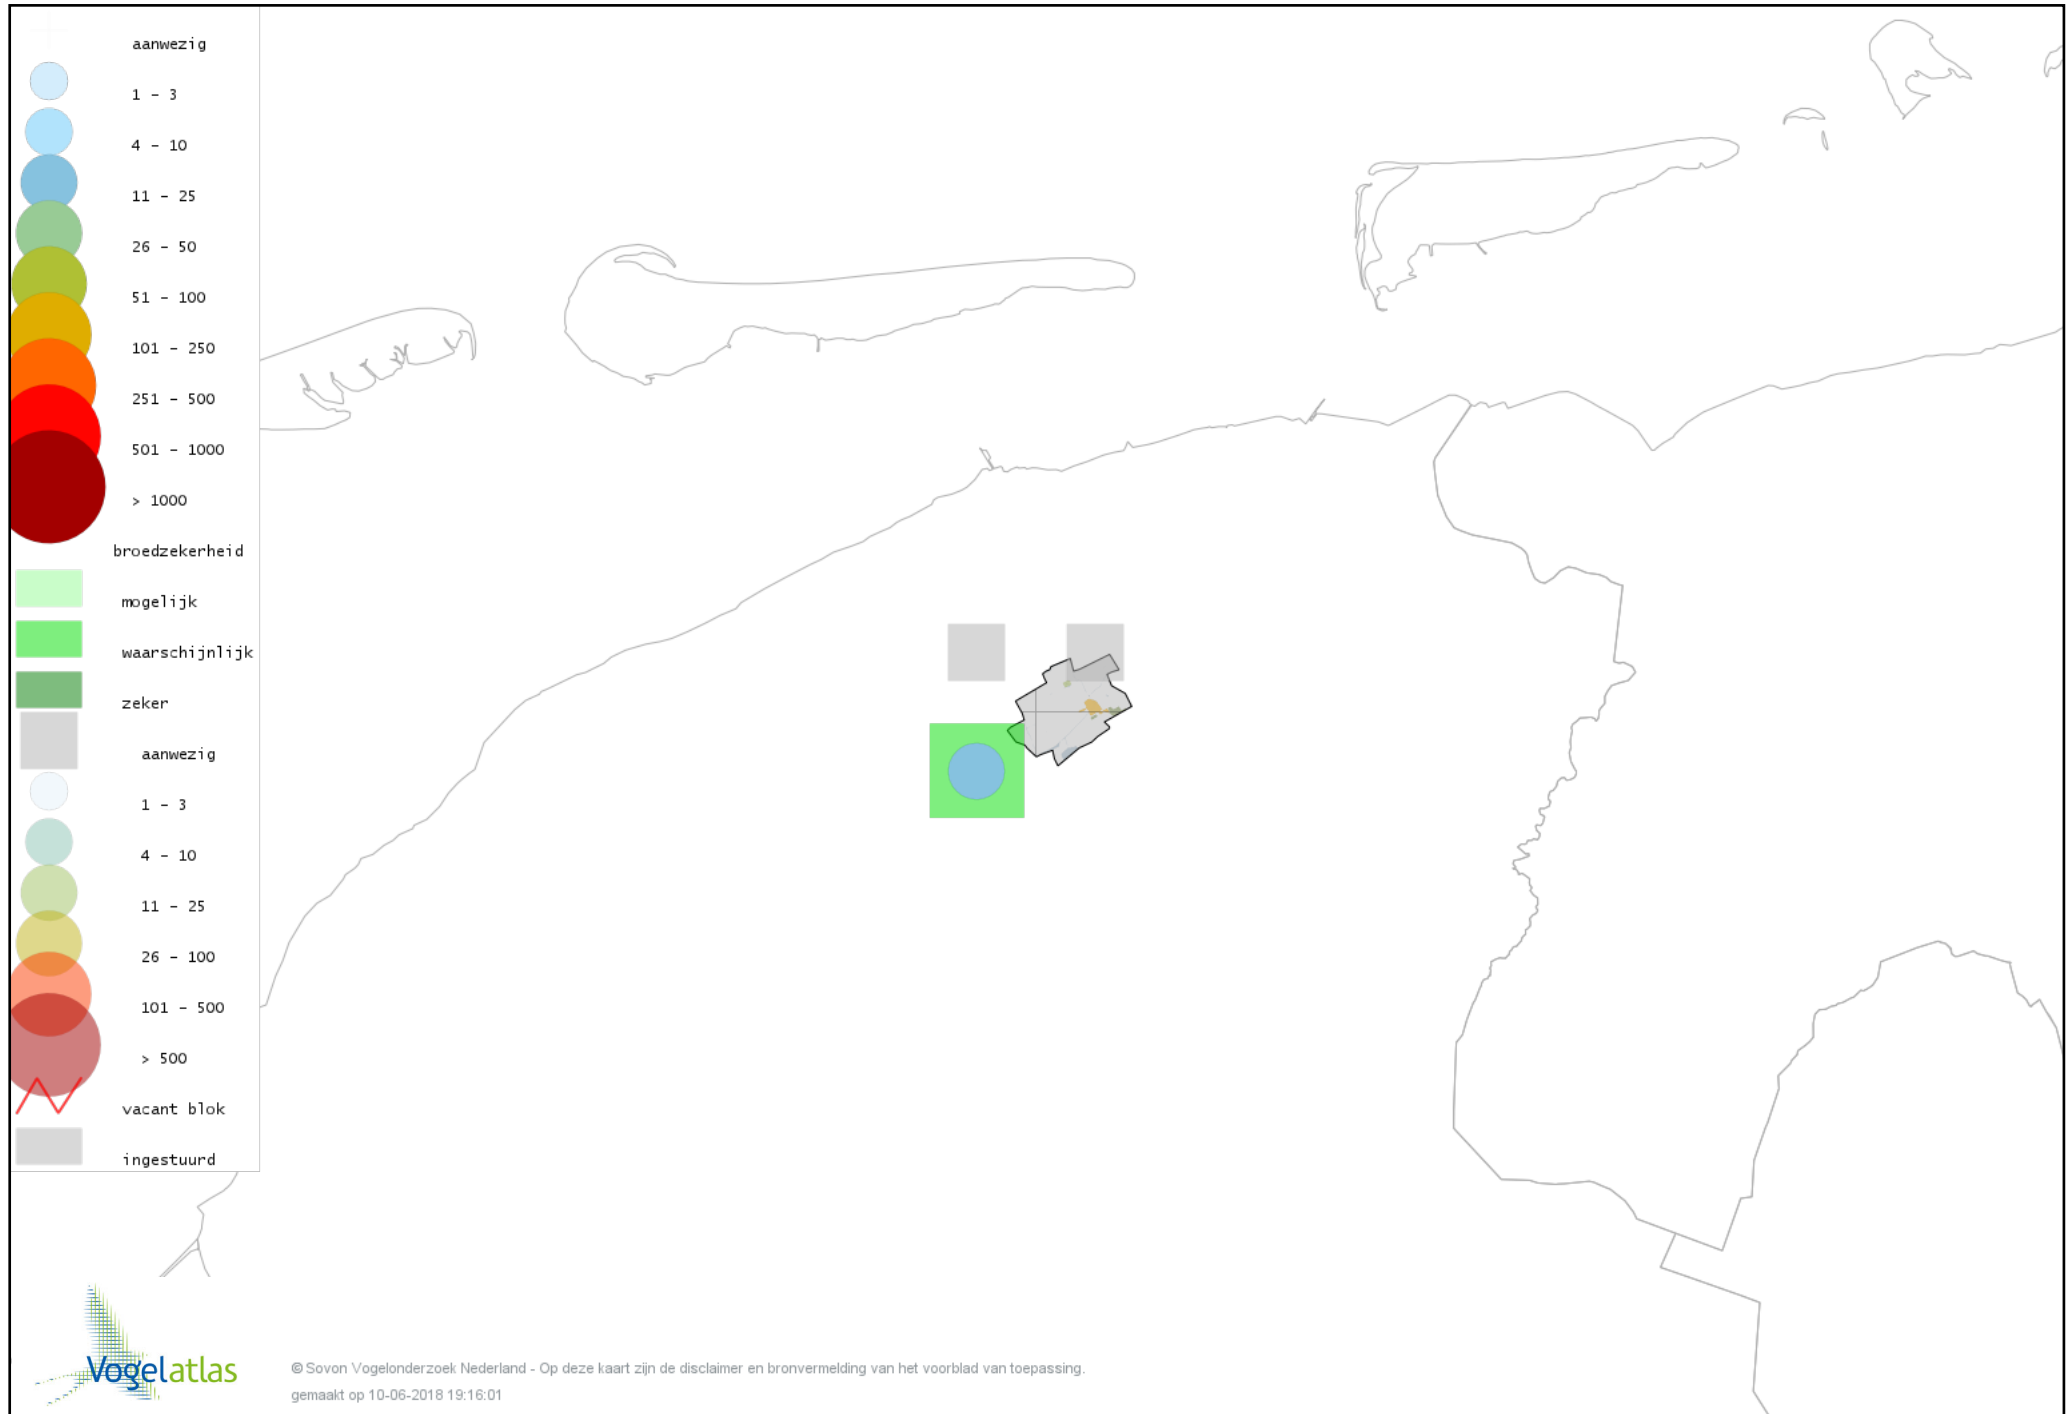 aanwezig
1 – 3
4 – 10
11 – 25
26 – 50
51 – 100
101 – 250
251 – 500
501 – 1000
> 1000
broedzekerheid
mogelijk
waarschijnlijk
zeker
aanwezig
1 – 3
4 – 10
11 – 25
26 – 100
101 – 500
> 500
vacant blok
ingestuurd
Vogelatlas
© Sovon Vogelonderzoek Nederland - Op deze kaart zijn de disclaimer en bronvermelding van het voorblad van toepassing.
gemaakt op 10-06-2018 19:16:01